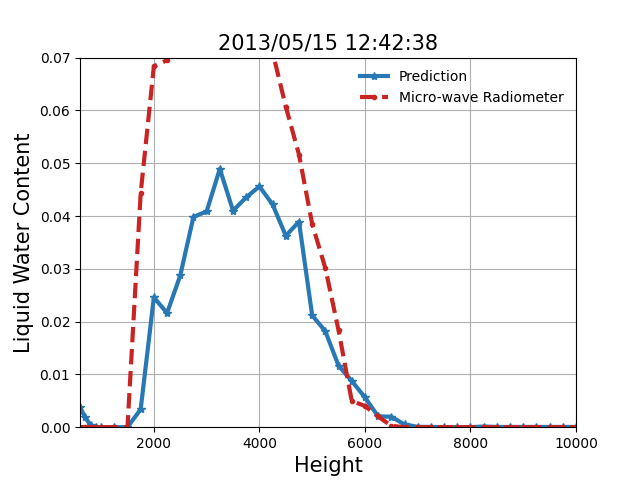 2013/05/15 12:42:38
Prediction
Micro-wave Radiometer
Liquid Water Content
0.07
0.06
0.05
0.04
0.03
0.02
0.01
0.00
2000 4000 6000 8000 10000
Height